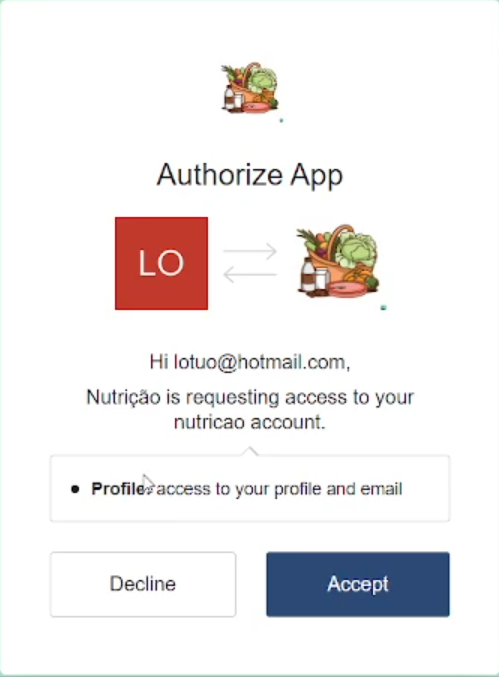 Authorize App
LO
Hi lotuo@hotmail.com,
Nutrição is requesting access to your
nutricao account.
Profile: access to your profile and email
Decline
Accept